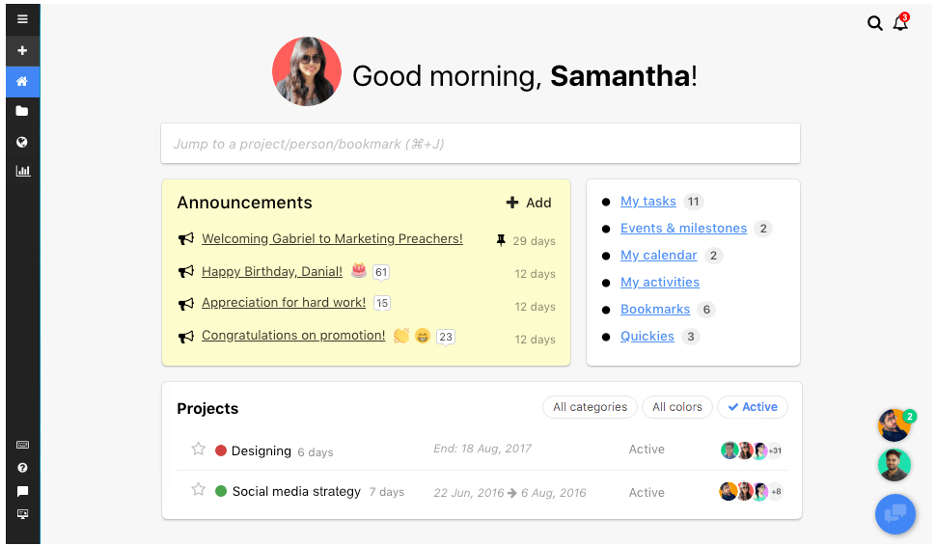 3
Good morning, Samantha!
Jump to a project/person/bookmark (⌘+J)
Announcements + Add
Welcoming Gabriel to Marketing Preachers! 29 days
Happy Birthday, Danial! 🎂 61 12 days
Appreciation for hard work! 15 12 days
Congratulations on promotion! 👏 😁 23 12 days
My tasks 11
Events & milestones 2
My calendar 2
My activities
Bookmarks 6
Quickies 3
Projects All categories All colors ✓ Active
Designing 6 days End: 18 Aug, 2017 Active +31
Social media strategy 7 days 22 Jun, 2016 → 6 Aug, 2016 Active +8
2